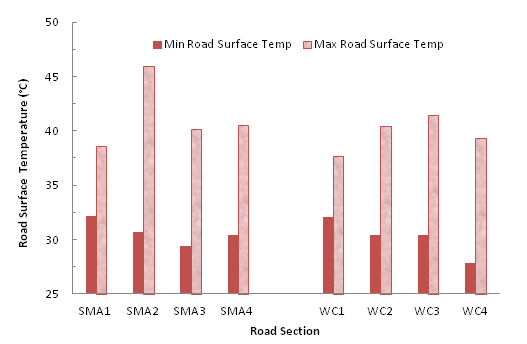 50
45
40
35
30
25
Road Surface Temperature (°C)
Min Road Surface Temp Max Road Surface Temp
SMA1 SMA2 SMA3 SMA4 WC1 WC2 WC3 WC4
Road Section